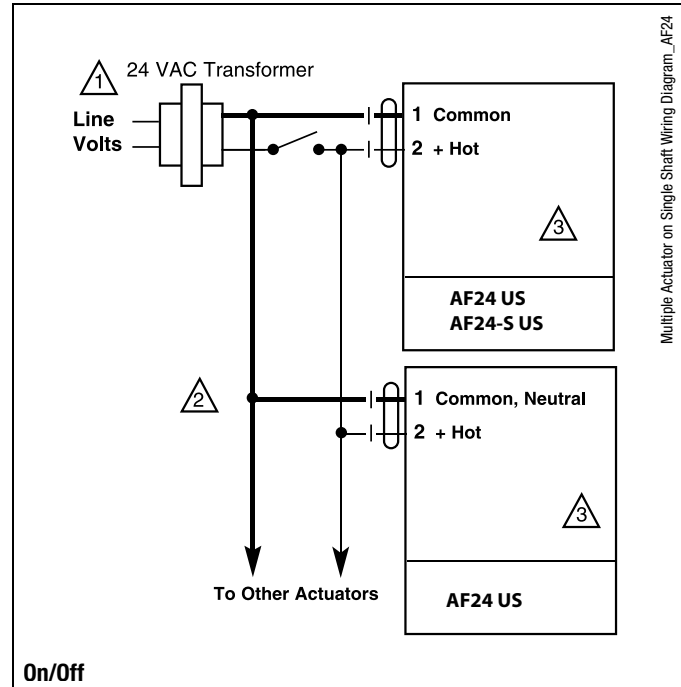 1 24 VAC Transformer
Line
Volts
1 Common
2 + Hot
3
AF24 US
AF24-S US
Multiple Actuator on Single Shaft Wiring Diagram_AF24
2
1 Common, Neutral
2 + Hot
3
AF24 US
To Other Actuators
On/Off